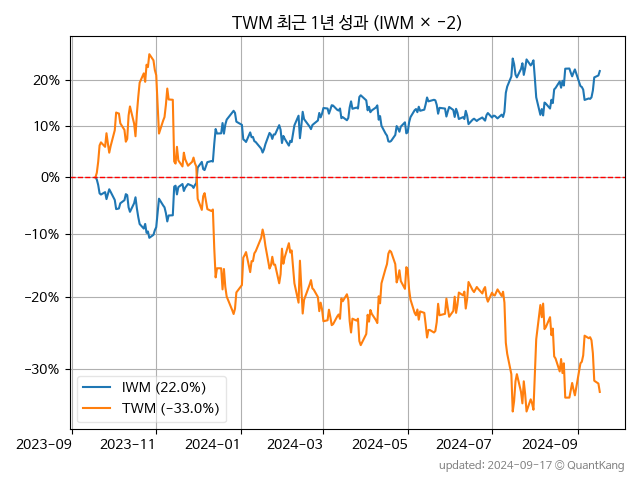 TWM 최근 1년 성과 (IWM × −2)
20%
10%
0%
−10%
−20%
−30%
IWM (22.0%)
TWM (−33.0%)
2023-09 2023-11 2024-01 2024-03 2024-05 2024-07 2024-09
updated: 2024-09-17 © QuantKang